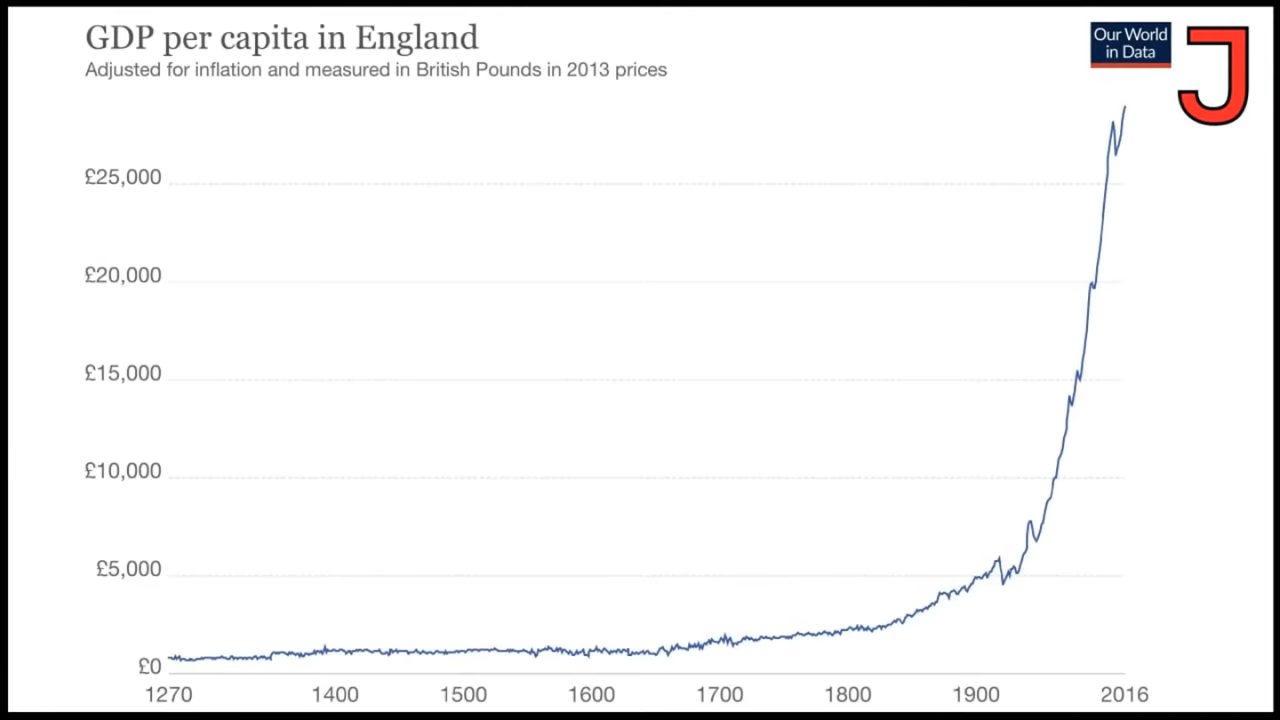 GDP per capita in England
Adjusted for inflation and measured in British Pounds in 2013 prices
Our World
in Data
J
£25,000
£20,000
£15,000
£10,000
£5,000
£0
1270 1400 1500 1600 1700 1800 1900 2016